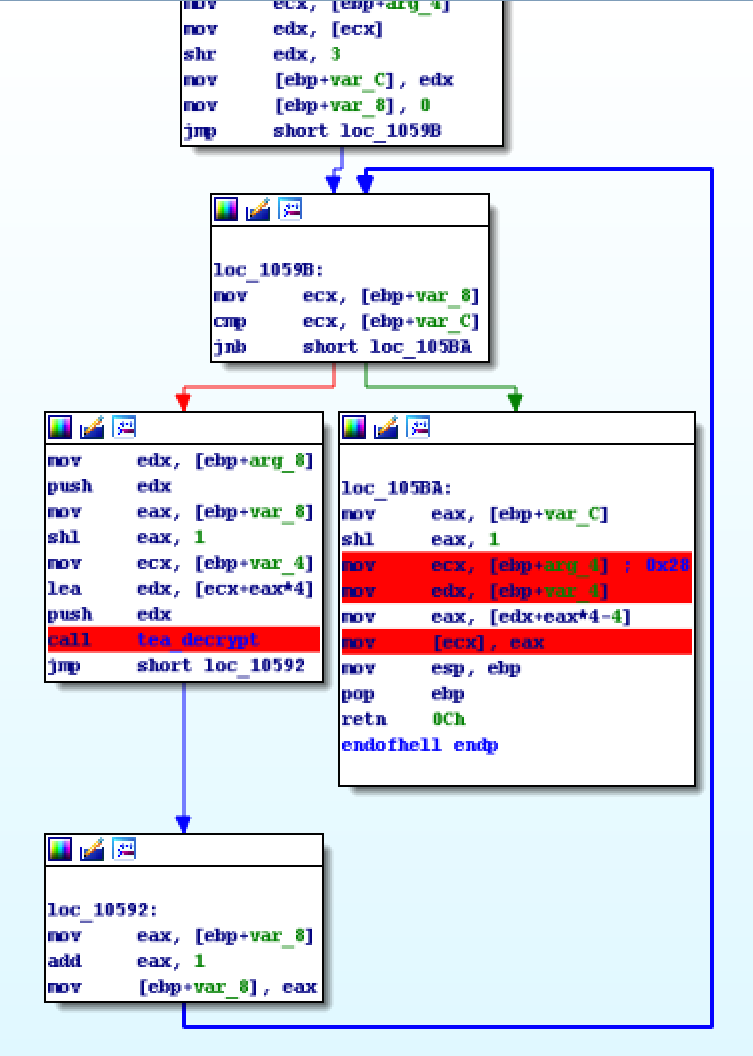 mov ecx, [ebp+arg_4]
mov edx, [ecx]
shr edx, 3
mov [ebp+var_C], edx
mov [ebp+var_8], 0
jmp short loc_1059B
loc_1059B:
mov ecx, [ebp+var_8]
cmp ecx, [ebp+var_C]
jnb short loc_105BA
mov edx, [ebp+arg_8]
push edx
mov eax, [ebp+var_8]
shl eax, 1
mov ecx, [ebp+var_4]
lea edx, [ecx+eax*4]
push edx
call tea_decrypt
jmp short loc_10592
loc_105BA:
mov eax, [ebp+var_C]
shl eax, 1
mov ecx, [ebp+arg_4] ; 0x28
mov edx, [ebp+var_4]
mov eax, [edx+eax*4-4]
mov [ecx], eax
mov esp, ebp
pop ebp
retn 0Ch
endofhell endp
loc_10592:
mov eax, [ebp+var_8]
add eax, 1
mov [ebp+var_8], eax